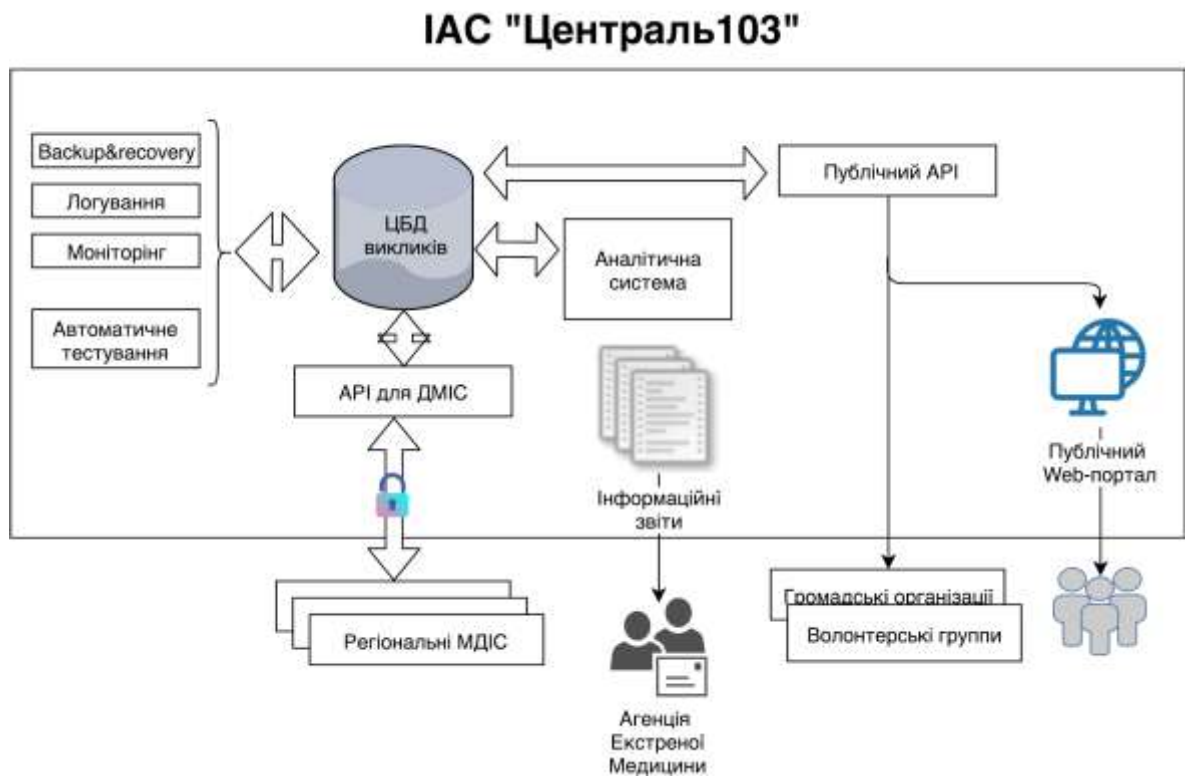 ІАС "Централь103"
Backup&recovery
Логування
Моніторінг
Автоматичне
тестування
ЦБД
викликів
Публічний API
Аналітична
система
API для ДМІС
Інформаційні
звіти
Публічний
Web-портал
Регіональні МДІС
Громадські організації
Волонтерські группи
Агенція
Екстреної
Медицини